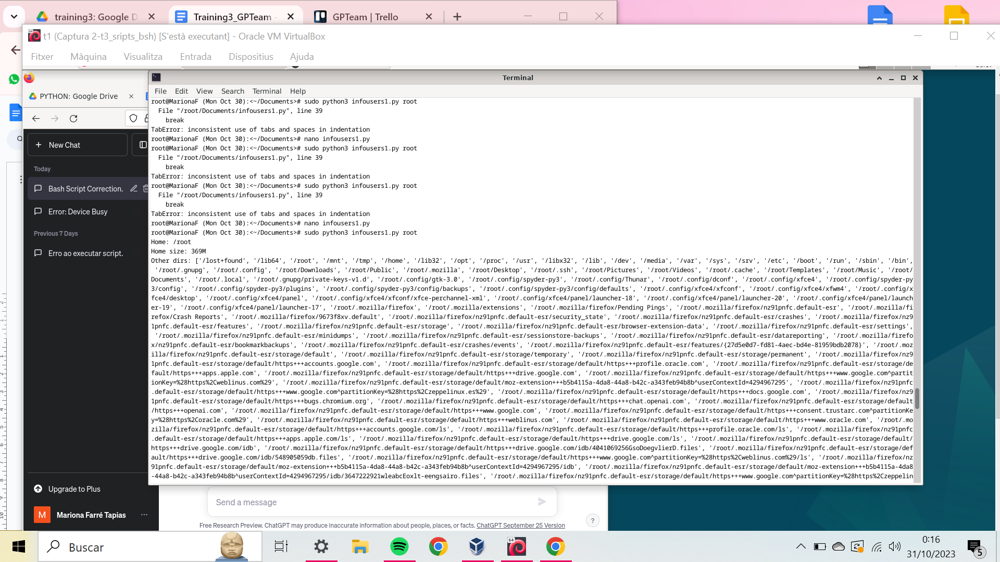 training3: Google D
Training3_GPTeam -
GPTeam | Trello
t1 (Captura 2-t3_sripts_bsh) [S'està executant] - Oracle VM VirtualBox
Fitxer Màquina Visualitza Entrada Dispositius Ajuda
Terminal
PYTHON: Google Drive
File Edit View Search Terminal Help
root@MarionaF (Mon Oct 30):<~/Documents># sudo python3 infousers1.py root
File "/root/Documents/infousers1.py", line 39
break
TabError: inconsistent use of tabs and spaces in indentation
root@MarionaF (Mon Oct 30):<~/Documents># nano infousers1.py
root@MarionaF (Mon Oct 30):<~/Documents># sudo python3 infousers1.py root
File "/root/Documents/infousers1.py", line 39
break
TabError: inconsistent use of tabs and spaces in indentation
root@MarionaF (Mon Oct 30):<~/Documents># sudo python3 infousers1.py root
File "/root/Documents/infousers1.py", line 39
break
TabError: inconsistent use of tabs and spaces in indentation
root@MarionaF (Mon Oct 30):<~/Documents># nano infousers1.py
root@MarionaF (Mon Oct 30):<~/Documents># sudo python3 infousers1.py root
Home: /root
Home size: 369M
Other dirs: ['/lost+found', '/lib64', '/root', '/mnt', '/tmp', '/home', '/lib32', '/opt', '/proc', '/usr', '/libx32', '/lib', '/dev', '/media', '/var', '/sys', '/srv', '/etc', '/boot', '/run', '/sbin', '/bin',
'/root/.gnupg', '/root/.config', '/root/Downloads', '/root/Public', '/root/.mozilla', '/root/Desktop', '/root/.ssh', '/root/Pictures', '/root/Videos', '/root/.cache', '/root/Templates', '/root/Music', '/root/
Documents', '/root/.local', '/root/.gnupg/private-keys-v1.d', '/root/.config/gtk-3.0', '/root/.config/spyder-py3', '/root/.config/Thunar', '/root/.config/dconf', '/root/.config/xfce4', '/root/.config/spyder-py
3/config', '/root/.config/spyder-py3/plugins', '/root/.config/spyder-py3/config/backups', '/root/.config/spyder-py3/config/defaults', '/root/.config/xfce4/xfconf', '/root/.config/xfce4/xfwm4', '/root/.config/x
fce4/desktop', '/root/.config/xfce4/panel', '/root/.config/xfce4/xfconf/xfce-perchannel-xml', '/root/.config/xfce4/panel/launcher-18', '/root/.config/xfce4/panel/launcher-20', '/root/.config/xfce4/panel/launch
er-19', '/root/.config/xfce4/panel/launcher-17', '/root/.mozilla/firefox', '/root/.mozilla/extensions', '/root/.mozilla/firefox/Pending Pings', '/root/.mozilla/firefox/nz91pnfc.default-esr', '/root/.mozilla/fi
refox/Crash Reports', '/root/.mozilla/firefox/9673f8xv.default', '/root/.mozilla/firefox/nz91pnfc.default-esr/security_state', '/root/.mozilla/firefox/nz91pnfc.default-esr/crashes', '/root/.mozilla/firefox/nz9
1pnfc.default-esr/features', '/root/.mozilla/firefox/nz91pnfc.default-esr/storage', '/root/.mozilla/firefox/nz91pnfc.default-esr/browser-extension-data', '/root/.mozilla/firefox/nz91pnfc.default-esr/settings',
'/root/.mozilla/firefox/nz91pnfc.default-esr/minidumps', '/root/.mozilla/firefox/nz91pnfc.default-esr/sessionstore-backups', '/root/.mozilla/firefox/nz91pnfc.default-esr/datareporting', '/root/.mozilla/firefo
x/nz91pnfc.default-esr/bookmarkbackups', '/root/.mozilla/firefox/nz91pnfc.default-esr/crashes/events', '/root/.mozilla/firefox/nz91pnfc.default-esr/features/{27d5e0d7-fd81-4aec-bd4e-81959bdb2078}', '/root/.moz
illa/firefox/nz91pnfc.default-esr/storage/default', '/root/.mozilla/firefox/nz91pnfc.default-esr/storage/temporary', '/root/.mozilla/firefox/nz91pnfc.default-esr/storage/permanent', '/root/.mozilla/firefox/nz9
1pnfc.default-esr/storage/default/https+++accounts.google.com', '/root/.mozilla/firefox/nz91pnfc.default-esr/storage/default/https+++profile.oracle.com', '/root/.mozilla/firefox/nz91pnfc.default-esr/storage/de
fault/https+++apps.apple.com', '/root/.mozilla/firefox/nz91pnfc.default-esr/storage/default/https+++drive.google.com', '/root/.mozilla/firefox/nz91pnfc.default-esr/storage/default/https+++www.google.com^partit
ionKey=%28https%2Cweblinus.com%29', '/root/.mozilla/firefox/nz91pnfc.default-esr/storage/default/moz-extension+++b5b4115a-4da8-44a8-b42c-a343feb94b8b^userContextId=4294967295', '/root/.mozilla/firefox/nz91pnfc
.default-esr/storage/default/https+++www.google.com^partitionKey=%28https%2Czeppelinux.es%29', '/root/.mozilla/firefox/nz91pnfc.default-esr/storage/default/https+++docs.google.com', '/root/.mozilla/firefox/nz9
1pnfc.default-esr/storage/default/https+++bugs.chromium.org', '/root/.mozilla/firefox/nz91pnfc.default-esr/storage/default/https+++chat.openai.com', '/root/.mozilla/firefox/nz91pnfc.default-esr/storage/default
/https+++openai.com', '/root/.mozilla/firefox/nz91pnfc.default-esr/storage/default/https+++www.google.com', '/root/.mozilla/firefox/nz91pnfc.default-esr/storage/default/https+++consent.trustarc.com^partitionKe
y=%28https%2Coracle.com%29', '/root/.mozilla/firefox/nz91pnfc.default-esr/storage/default/https+++weblinus.com', '/root/.mozilla/firefox/nz91pnfc.default-esr/storage/default/https+++www.oracle.com', '/root/.mo
zilla/firefox/nz91pnfc.default-esr/storage/default/https+++accounts.google.com/ls', '/root/.mozilla/firefox/nz91pnfc.default-esr/storage/default/https+++profile.oracle.com/ls', '/root/.mozilla/firefox/nz91pnfc
.default-esr/storage/default/https+++apps.apple.com/ls', '/root/.mozilla/firefox/nz91pnfc.default-esr/storage/default/https+++drive.google.com/ls', '/root/.mozilla/firefox/nz91pnfc.default-esr/storage/default/
https+++drive.google.com/idb', '/root/.mozilla/firefox/nz91pnfc.default-esr/storage/default/https+++drive.google.com/idb/4041069256GsoDoegvlierD.files', '/root/.mozilla/firefox/nz91pnfc.default-esr/storage/def
ault/https+++drive.google.com/idb/548905059db.files', '/root/.mozilla/firefox/nz91pnfc.default-esr/storage/default/https+++www.google.com^partitionKey=%28https%2Cweblinus.com%29/ls', '/root/.mozilla/firefox/nz
91pnfc.default-esr/storage/default/moz-extension+++b5b4115a-4da8-44a8-b42c-a343feb94b8b^userContextId=4294967295/idb', '/root/.mozilla/firefox/nz91pnfc.default-esr/storage/default/moz-extension+++b5b4115a-4da8
-44a8-b42c-a343feb94b8b^userContextId=4294967295/idb/3647222921wleabcEoxlt-eengsairo.files', '/root/.mozilla/firefox/nz91pnfc.default-esr/storage/default/https+++www.google.com^partitionKey=%28https%2Czeppelin
New Chat
Today
Bash Script Correction.
Error: Device Busy
Previous 7 Days
Erro ao executar script.
Upgrade to Plus
M Mariona Farré Tapias
Send a message
Free Research Preview. ChatGPT may produce inaccurate information about people, places, or facts. ChatGPT September 25 Version
?
Buscar
64
0:16
31/10/2023
5